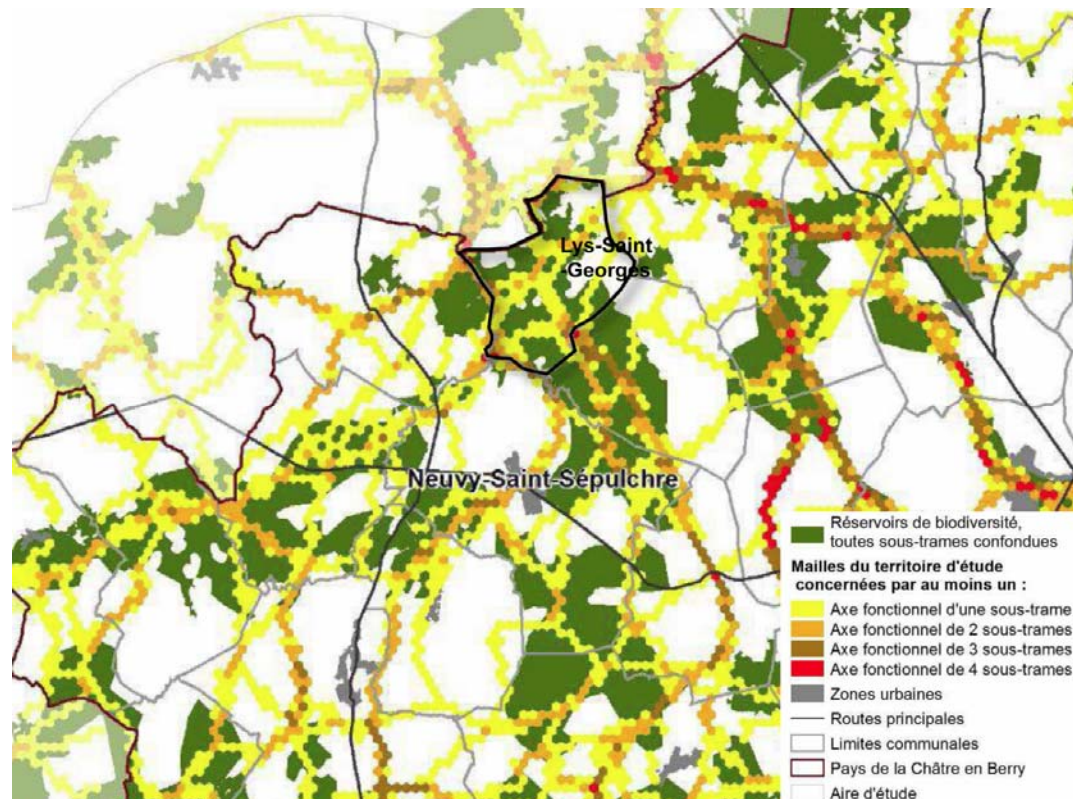 Lys-Saint
-Georges
Neuvy-Saint-Sépulchre
Réservoirs de biodiversité,
toutes sous-trames confondues
Mailles du territoire d'étude
concernées par au moins un :
Axe fonctionnel d'une sous-trame
Axe fonctionnel de 2 sous-trames
Axe fonctionnel de 3 sous-trames
Axe fonctionnel de 4 sous-trames
Zones urbaines
Routes principales
Limites communales
Pays de la Châtre en Berry
Aire d'étude